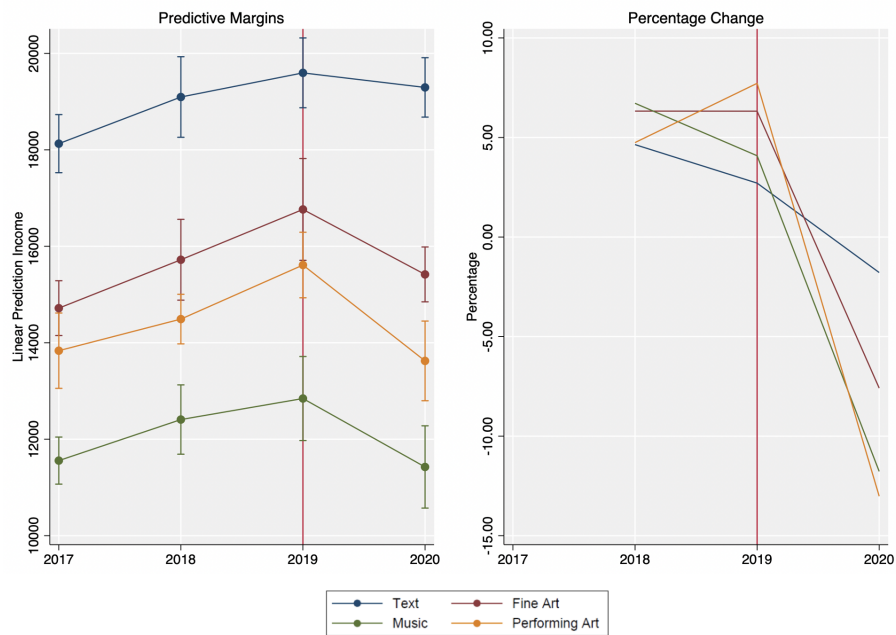 Predictive Margins
Linear Prediction Income
20000
18000
16000
14000
12000
10000
2017 2018 2019 2020
Percentage Change
Percentage
10.00
5.00
0.00
-5.00
-10.00
-15.00
2017 2018 2019 2020
Text Fine Art
Music Performing Art